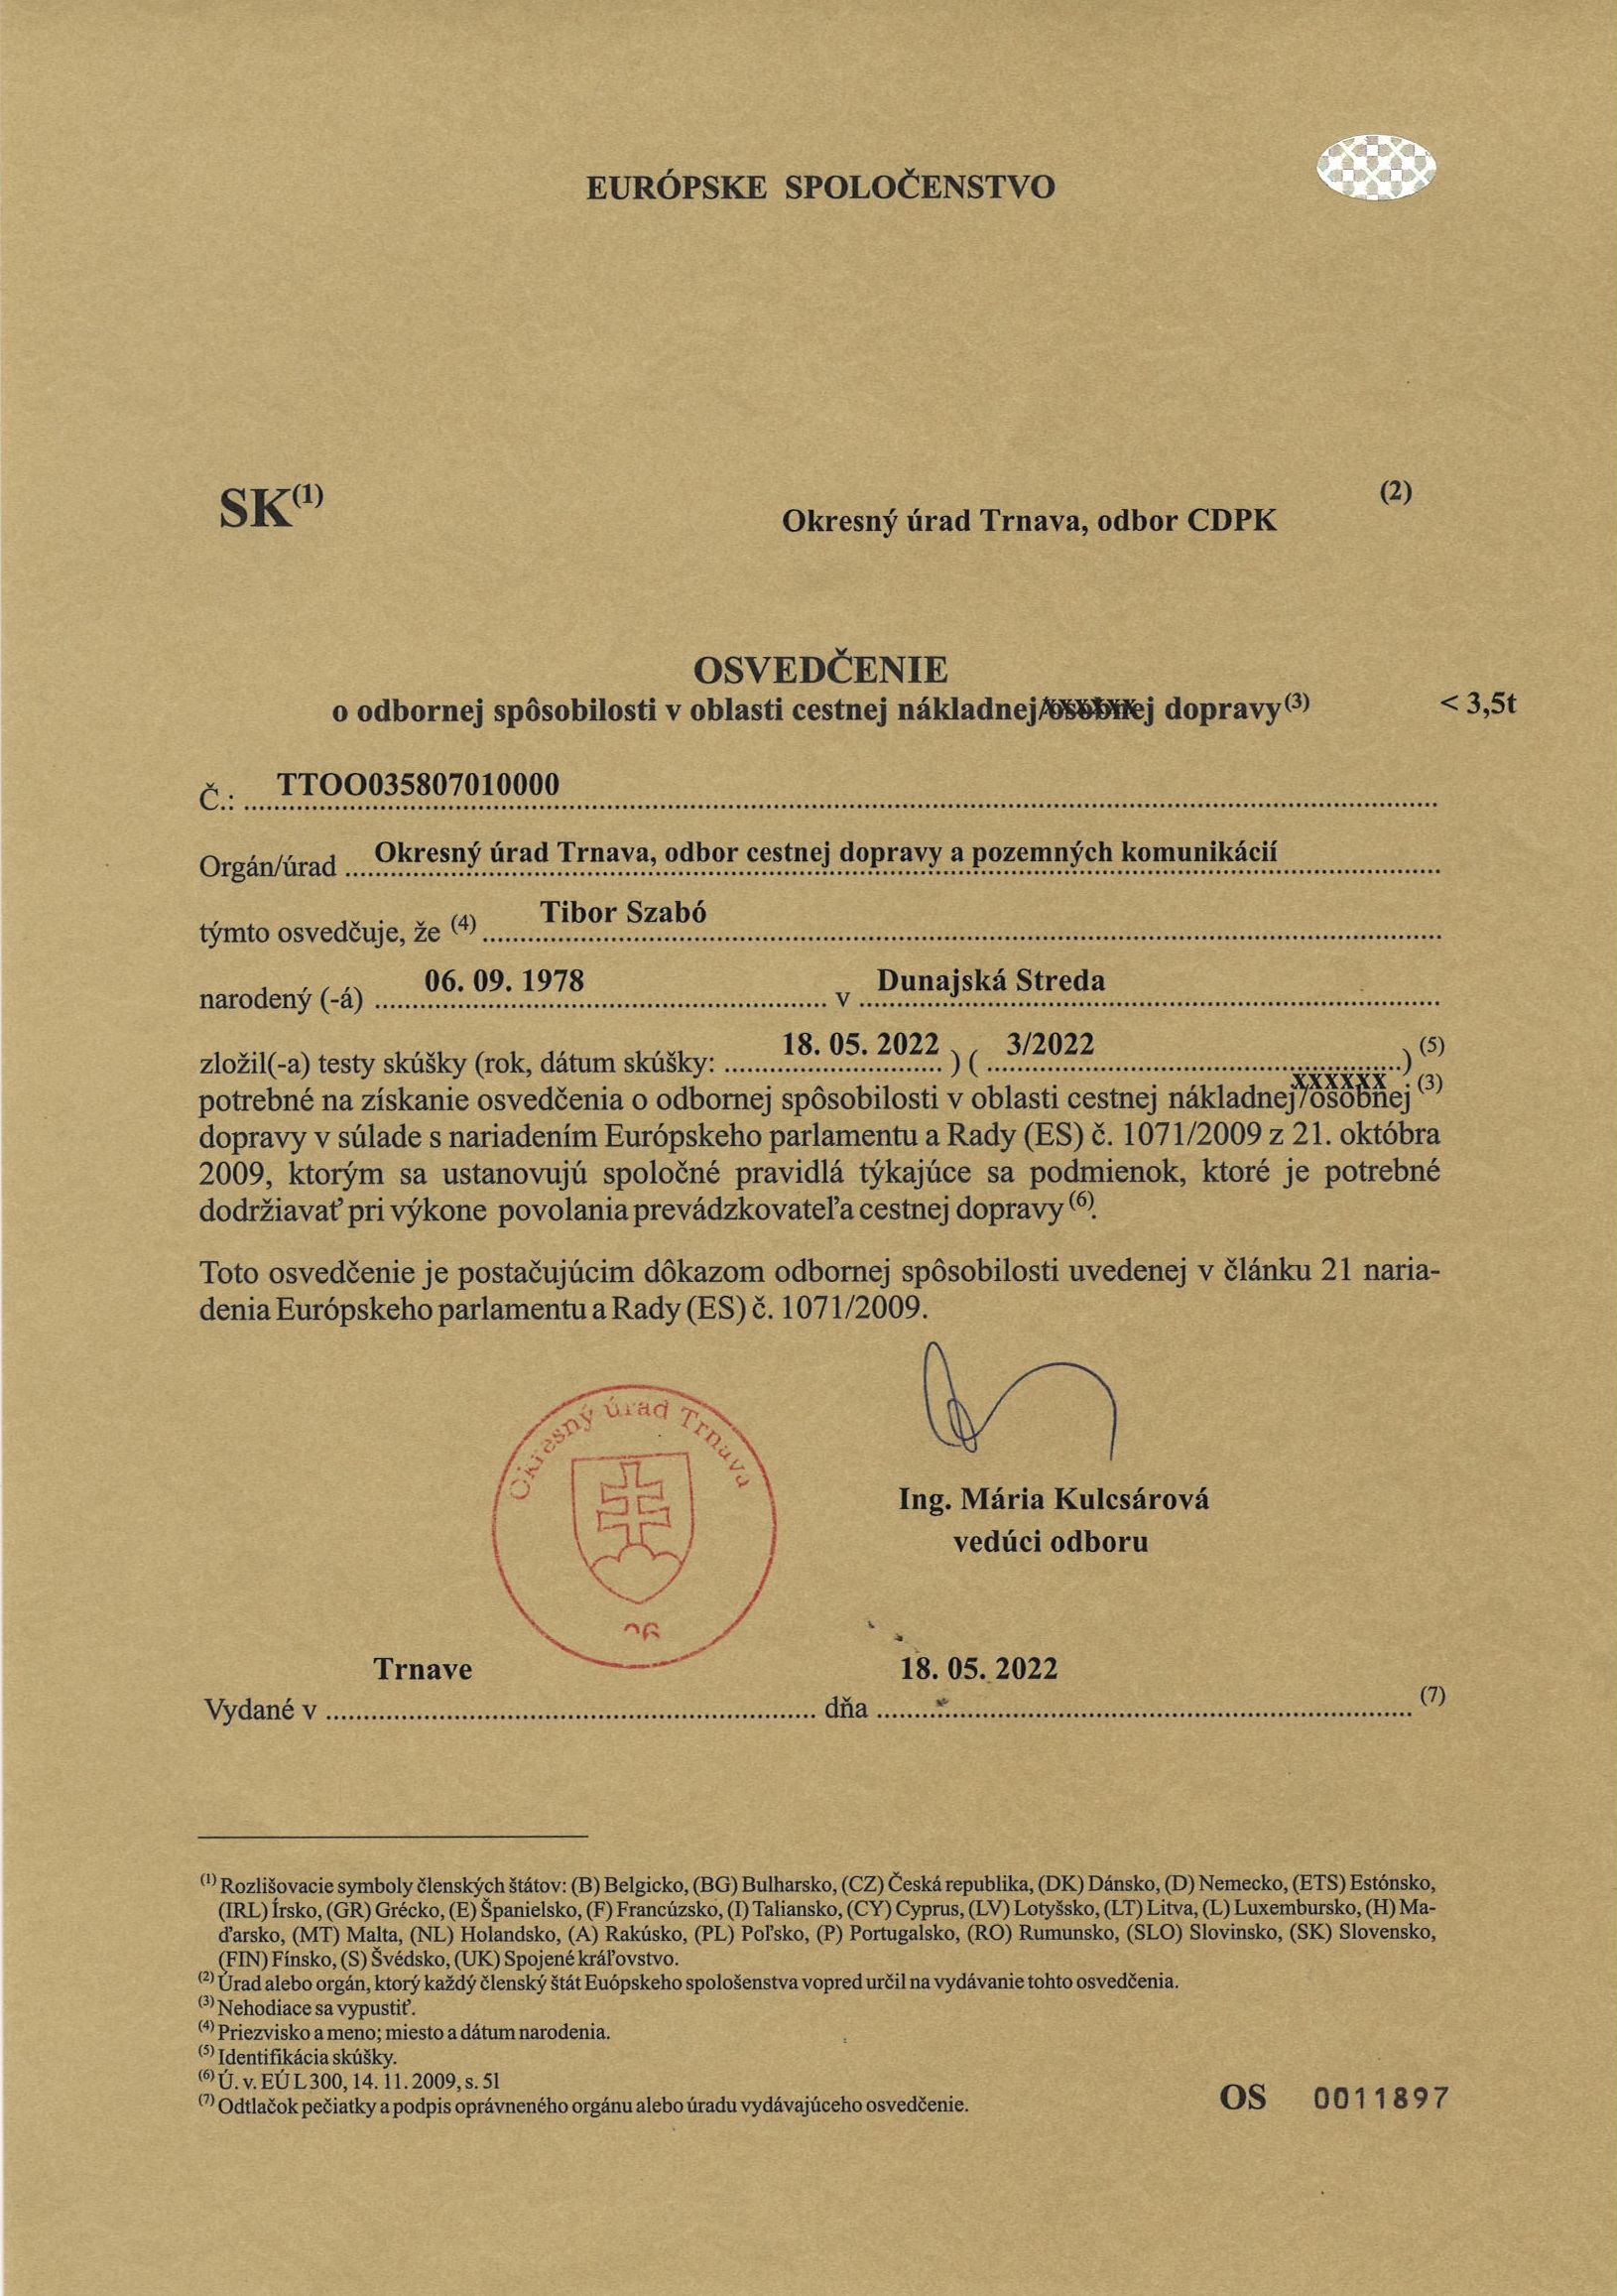 EURÓPSKE SPOLOČENSTVO
SK(1)
(2)
Okresný úrad Trnava, odbor CDPK
OSVEDČENIE
o odbornej spôsobilosti v oblasti cestnej nákladnej/osobnej dopravy(3) < 3,5t
Č.: TTOO035807010000
Orgán/úrad Okresný úrad Trnava, odbor cestnej dopravy a pozemných komunikácií
týmto osvedčuje, že (4) Tibor Szabó
narodený (-á) 06. 09. 1978 v Dunajská Streda
zložil(-a) testy skúšky (rok, dátum skúšky: 18. 05. 2022 ) ( 3/2022 ) (5)
xxxxxx
potrebné na získanie osvedčenia o odbornej spôsobilosti v oblasti cestnej nákladnej/osobnej (3)
dopravy v súlade s nariadením Európskeho parlamentu a Rady (ES) č. 1071/2009 z 21. októbra
2009, ktorým sa ustanovujú spoločné pravidlá týkajúce sa podmienok, ktoré je potrebné
dodržiavať pri výkone povolania prevádzkovateľa cestnej dopravy (6).
Toto osvedčenie je postačujúcim dôkazom odbornej spôsobilosti uvedenej v článku 21 naria-
denia Európskeho parlamentu a Rady (ES) č. 1071/2009.
Okresný úrad Trnava
Ing. Mária Kulcsárová
vedúci odboru
Vydané v Trnave dňa 18. 05. 2022 (7)
(1) Rozlišovacie symboly členských štátov: (B) Belgicko, (BG) Bulharsko, (CZ) Česká republika, (DK) Dánsko, (D) Nemecko, (ETS) Estónsko,
(IRL) Írsko, (GR) Grécko, (E) Španielsko, (F) Francúzsko, (I) Taliansko, (CY) Cyprus, (LV) Lotyšsko, (LT) Litva, (L) Luxembursko, (H) Ma-
ďarsko, (MT) Malta, (NL) Holandsko, (A) Rakúsko, (PL) Poľsko, (P) Portugalsko, (RO) Rumunsko, (SLO) Slovinsko, (SK) Slovensko,
(FIN) Fínsko, (S) Švédsko, (UK) Spojené kráľovstvo.
(2) Úrad alebo orgán, ktorý každý členský štát Euópskeho spološenstva vopred určil na vydávanie tohto osvedčenia.
(3) Nehodiace sa vypustiť.
(4) Priezvisko a meno; miesto a dátum narodenia.
(5) Identifikácia skúšky.
(6) Ú. v. EÚ L 300, 14. 11. 2009, s. 51
(7) Odtlačok pečiatky a podpis oprávneného orgánu alebo úradu vydávajúceho osvedčenie.
OS 0011897